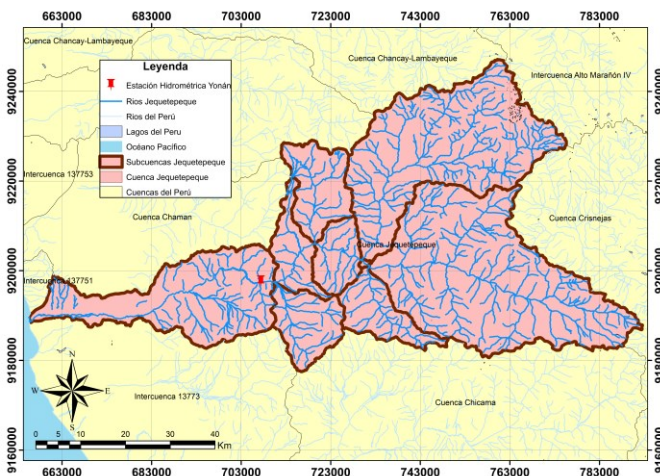 663000 683000 703000 723000 743000 763000 783000
Cuenca Chancay-Lambayeque
Cuenca Chancay-Lambayeque
Intercuenca Alto Marañón IV
9240000
9240000
Leyenda
Estación Hidrométrica Yonán
Rios Jequetepeque
Rios del Perú
Lagos del Peru
Océano Pacífico
Subcuencas Jequetepeque
Cuenca Jequetepeque
Cuencas del Perú
9220000
9220000
Intercuenca 137753
Cuenca Chaman
Cuenca Crisnejas
Cuenca Jequetepeque
9200000
9200000
Intercuenca 137751
9180000
9180000
N
W E
S
Intercuenca 13773
Cuenca Chicama
0 5 10 20 30 40
Km
9160000
9160000
663000 683000 703000 723000 743000 763000 783000